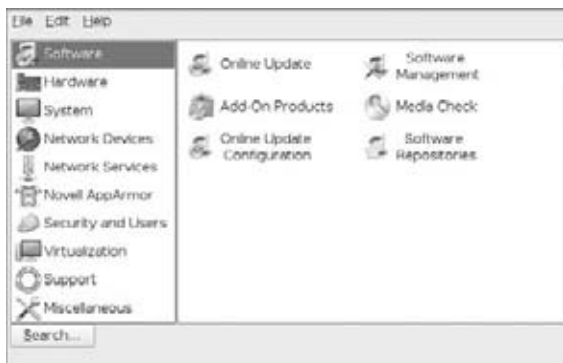 File Edit Help
Software
Hardware
System
Network Devices
Network Services
Novell AppArmor
Security and Users
Virtualization
Support
Miscellaneous
Online Update
Software
Management
Add-On Products
Media Check
Online Update
Configuration
Software
Repositories
Search...